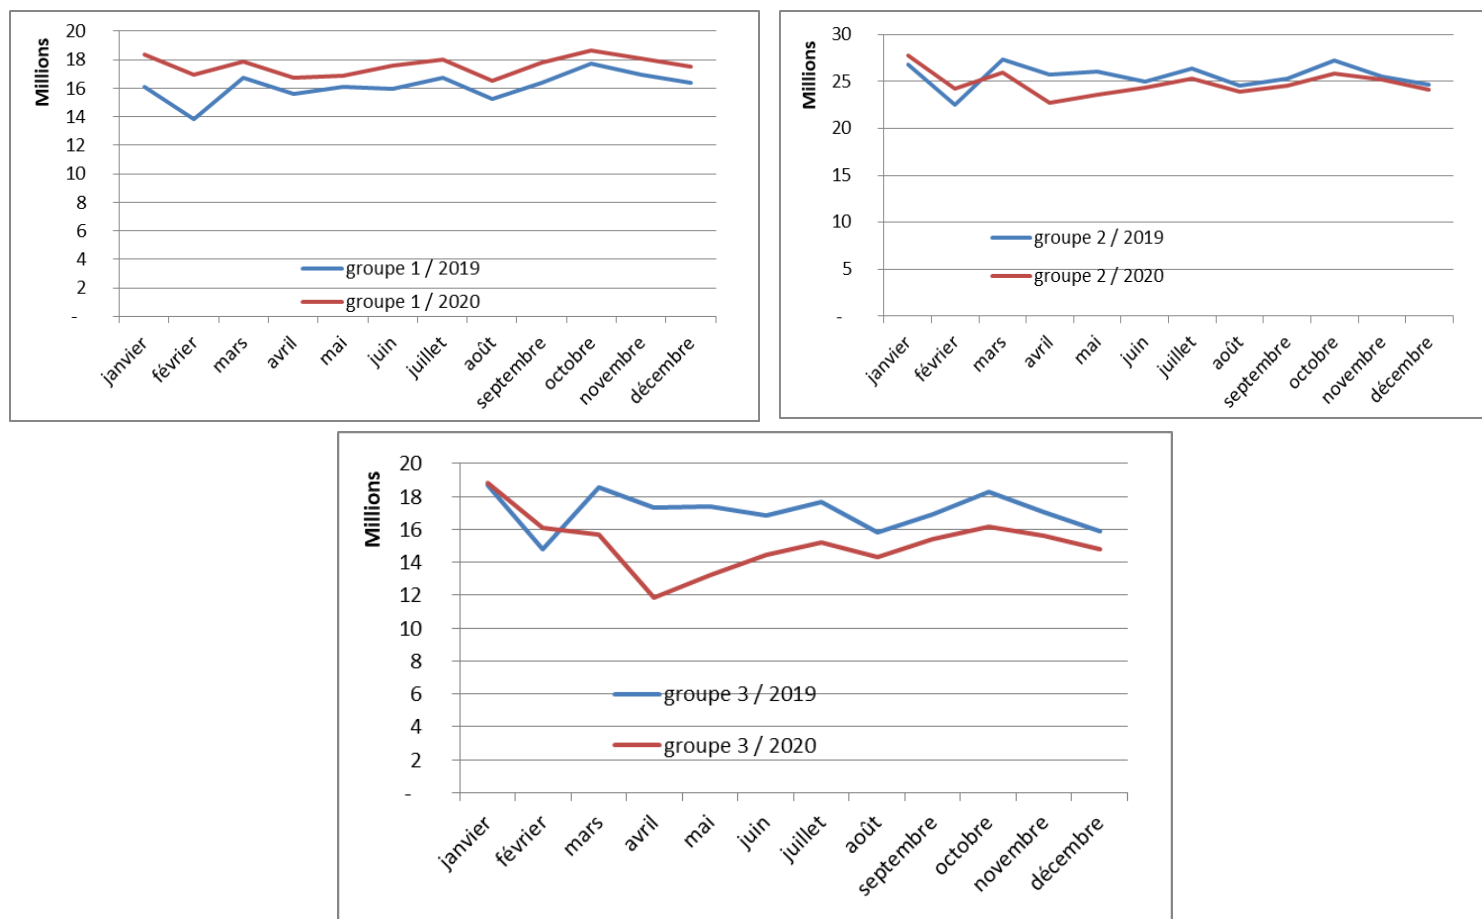 Millions
20
18
16
14
12
10
8
6
4
2
-
groupe 1 / 2019
groupe 1 / 2020
janvier
février
mars
avril
mai
juin
juillet
août
septembre
octobre
novembre
décembre
Millions
30
25
20
15
10
5
-
groupe 2 / 2019
groupe 2 / 2020
janvier
février
mars
avril
mai
juin
juillet
août
septembre
octobre
novembre
décembre
Millions
20
18
16
14
12
10
8
6
4
2
-
groupe 3 / 2019
groupe 3 / 2020
janvier
février
mars
avril
mai
juin
juillet
août
septembre
octobre
novembre
décembre